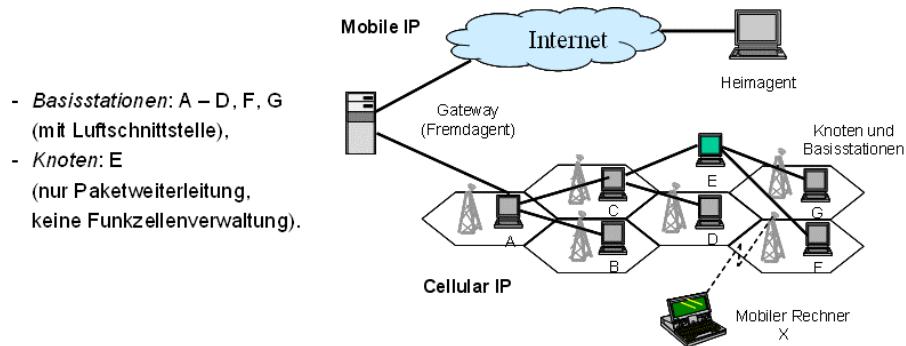 Mobile IP
Internet
Heimagent
- Basisstationen: A – D, F, G
(mit Luftschnittstelle),
- Knoten: E
(nur Paketweiterleitung,
keine Funkzellenverwaltung).
Gateway
(Fremdagent)
Knoten und
Basisstationen
E
C
G
A
D
B
F
Cellular IP
Mobiler Rechner
X